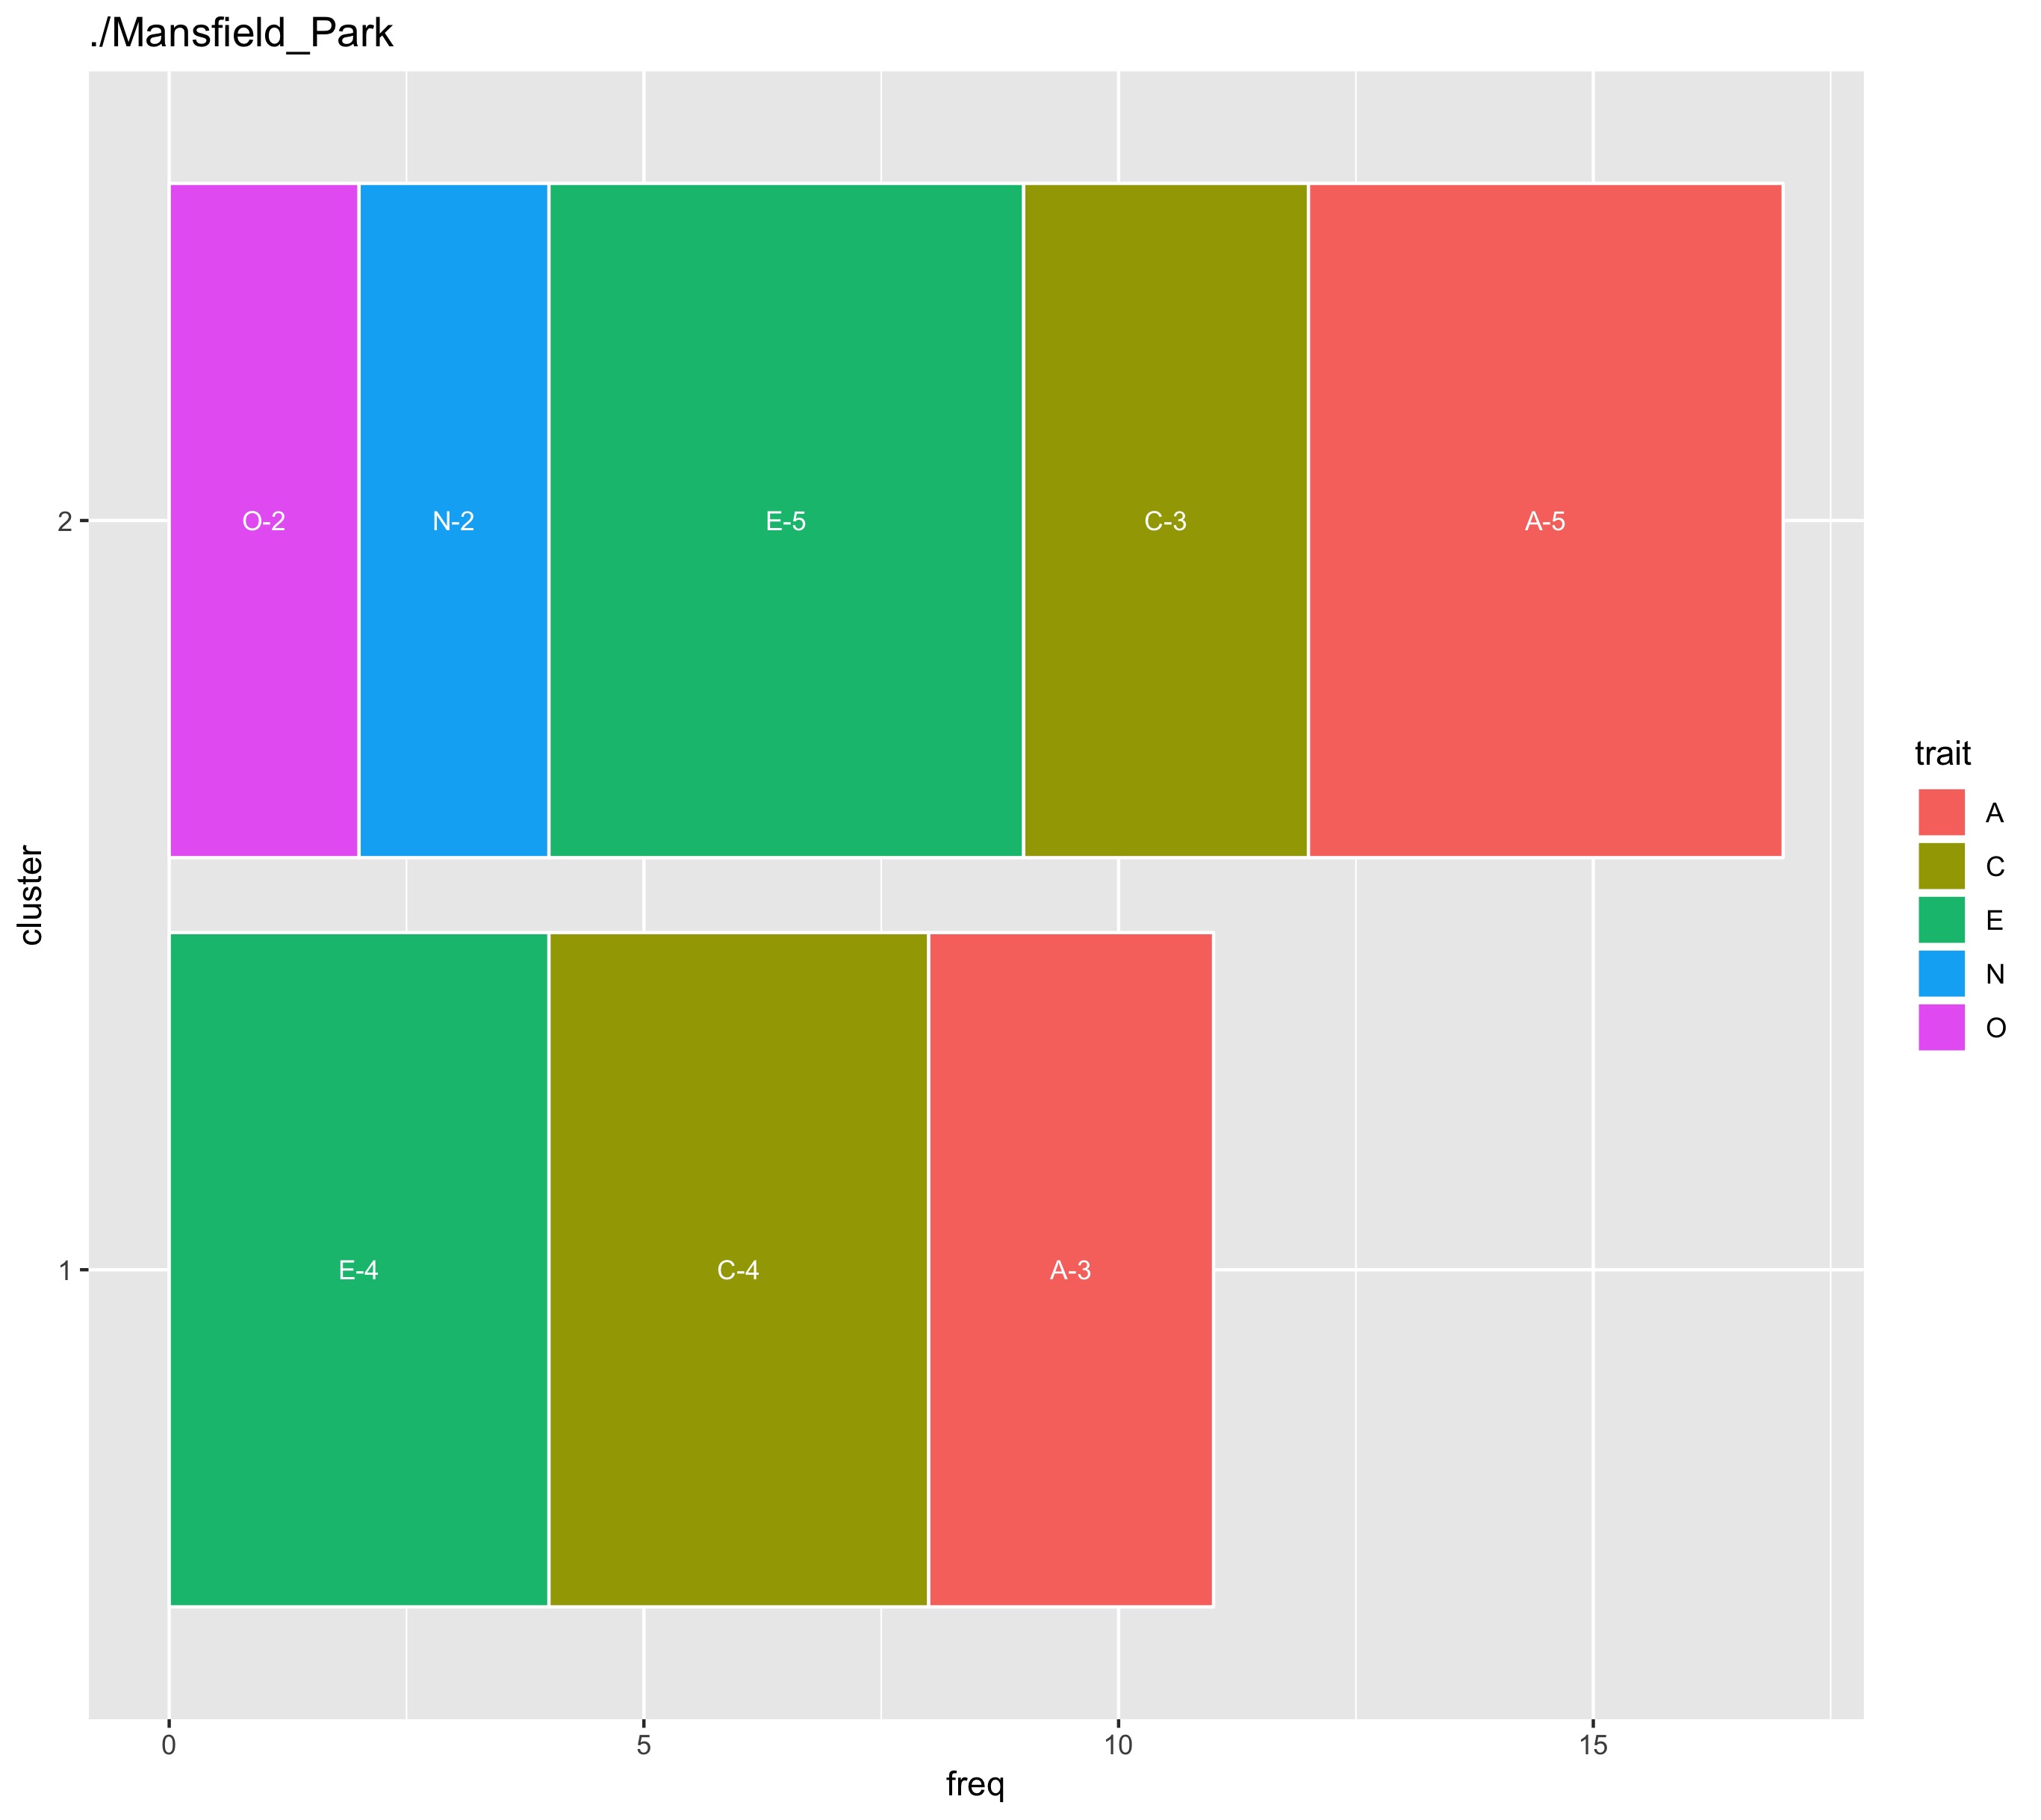 ./Mansfield_Park
cluster
2
O-2 N-2 E-5 C-3 A-5
1
E-4 C-4 A-3
0 5 10 15
freq
trait
A
C
E
N
O